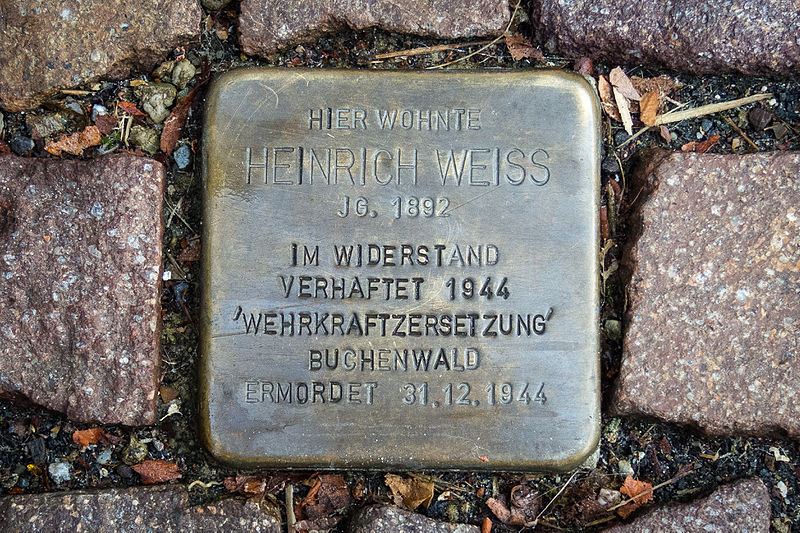 HIER WOHNTE
HEINRICH WEISS
JG. 1892
IM WIDERSTAND
VERHAFTET 1944
'WEHRKRAFTZERSETZUNG'
BUCHENWALD
ERMORDET 31.12.1944